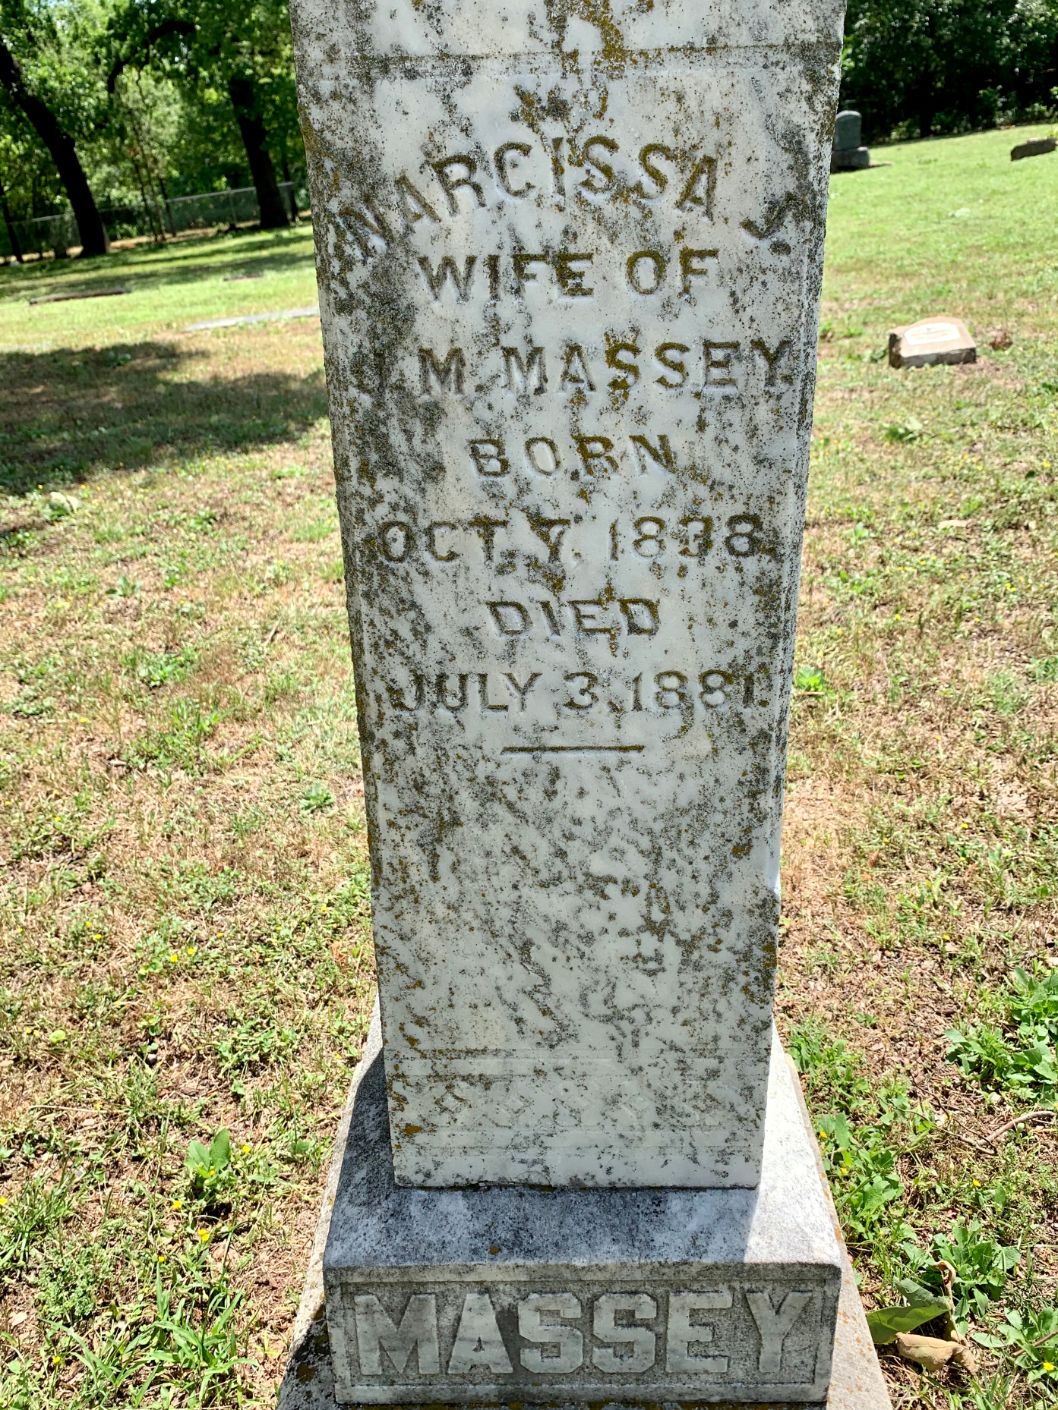 NARCISSA J.
WIFE OF
M. MASSEY
BORN
OCT. 7. 1838.
DIED
JULY 3. 1881.
MASSEY